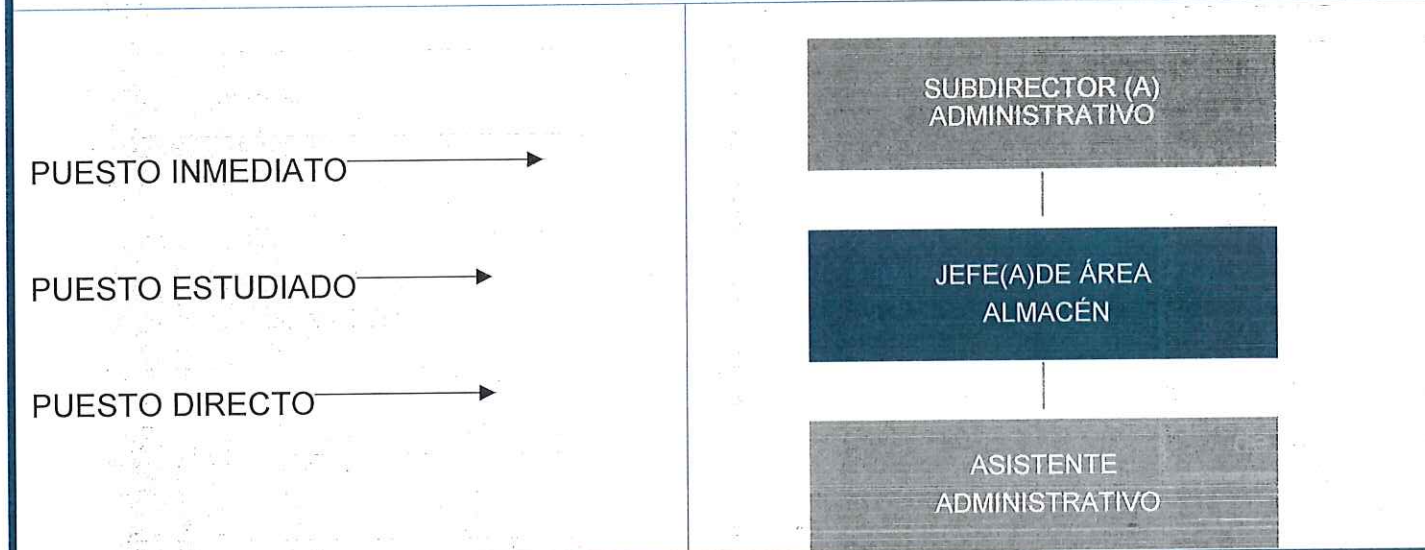 PUESTO INMEDIATO
SUBDIRECTOR (A)
ADMINISTRATIVO
PUESTO ESTUDIADO
JEFE(A)DE ÁREA
ALMACÉN
PUESTO DIRECTO
ASISTENTE
ADMINISTRATIVO